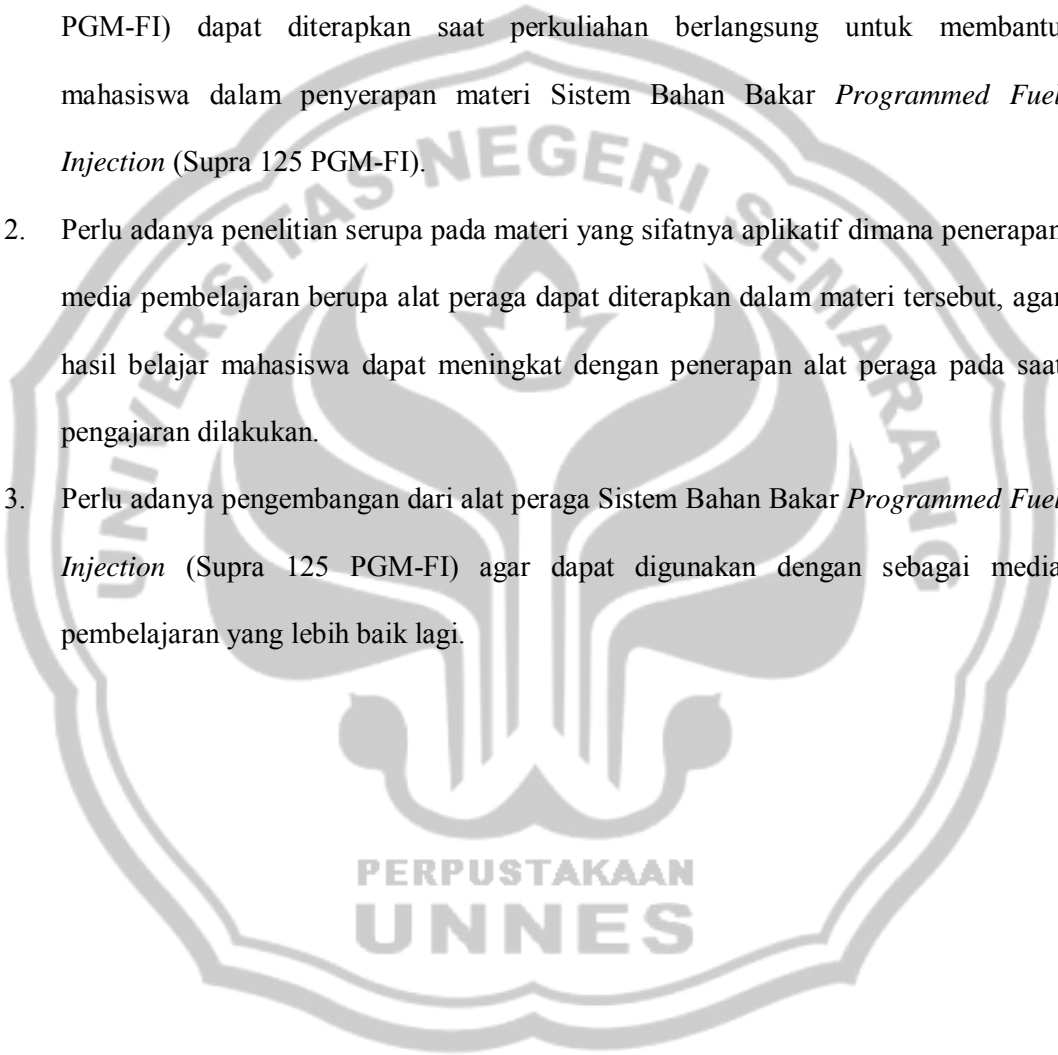 PGM-FI) dapat diterapkan saat perkuliahan berlangsung untuk membantu
mahasiswa dalam penyerapan materi Sistem Bahan Bakar Programmed Fuel
Injection (Supra 125 PGM-FI).
2. Perlu adanya penelitian serupa pada materi yang sifatnya aplikatif dimana penerapan
media pembelajaran berupa alat peraga dapat diterapkan dalam materi tersebut, agar
hasil belajar mahasiswa dapat meningkat dengan penerapan alat peraga pada saat
pengajaran dilakukan.
3. Perlu adanya pengembangan dari alat peraga Sistem Bahan Bakar Programmed Fuel
Injection (Supra 125 PGM-FI) agar dapat digunakan dengan sebagai media
pembelajaran yang lebih baik lagi.
UNIVERSITAS NEGERI SEMARANG
PERPUSTAKAAN
UNNES